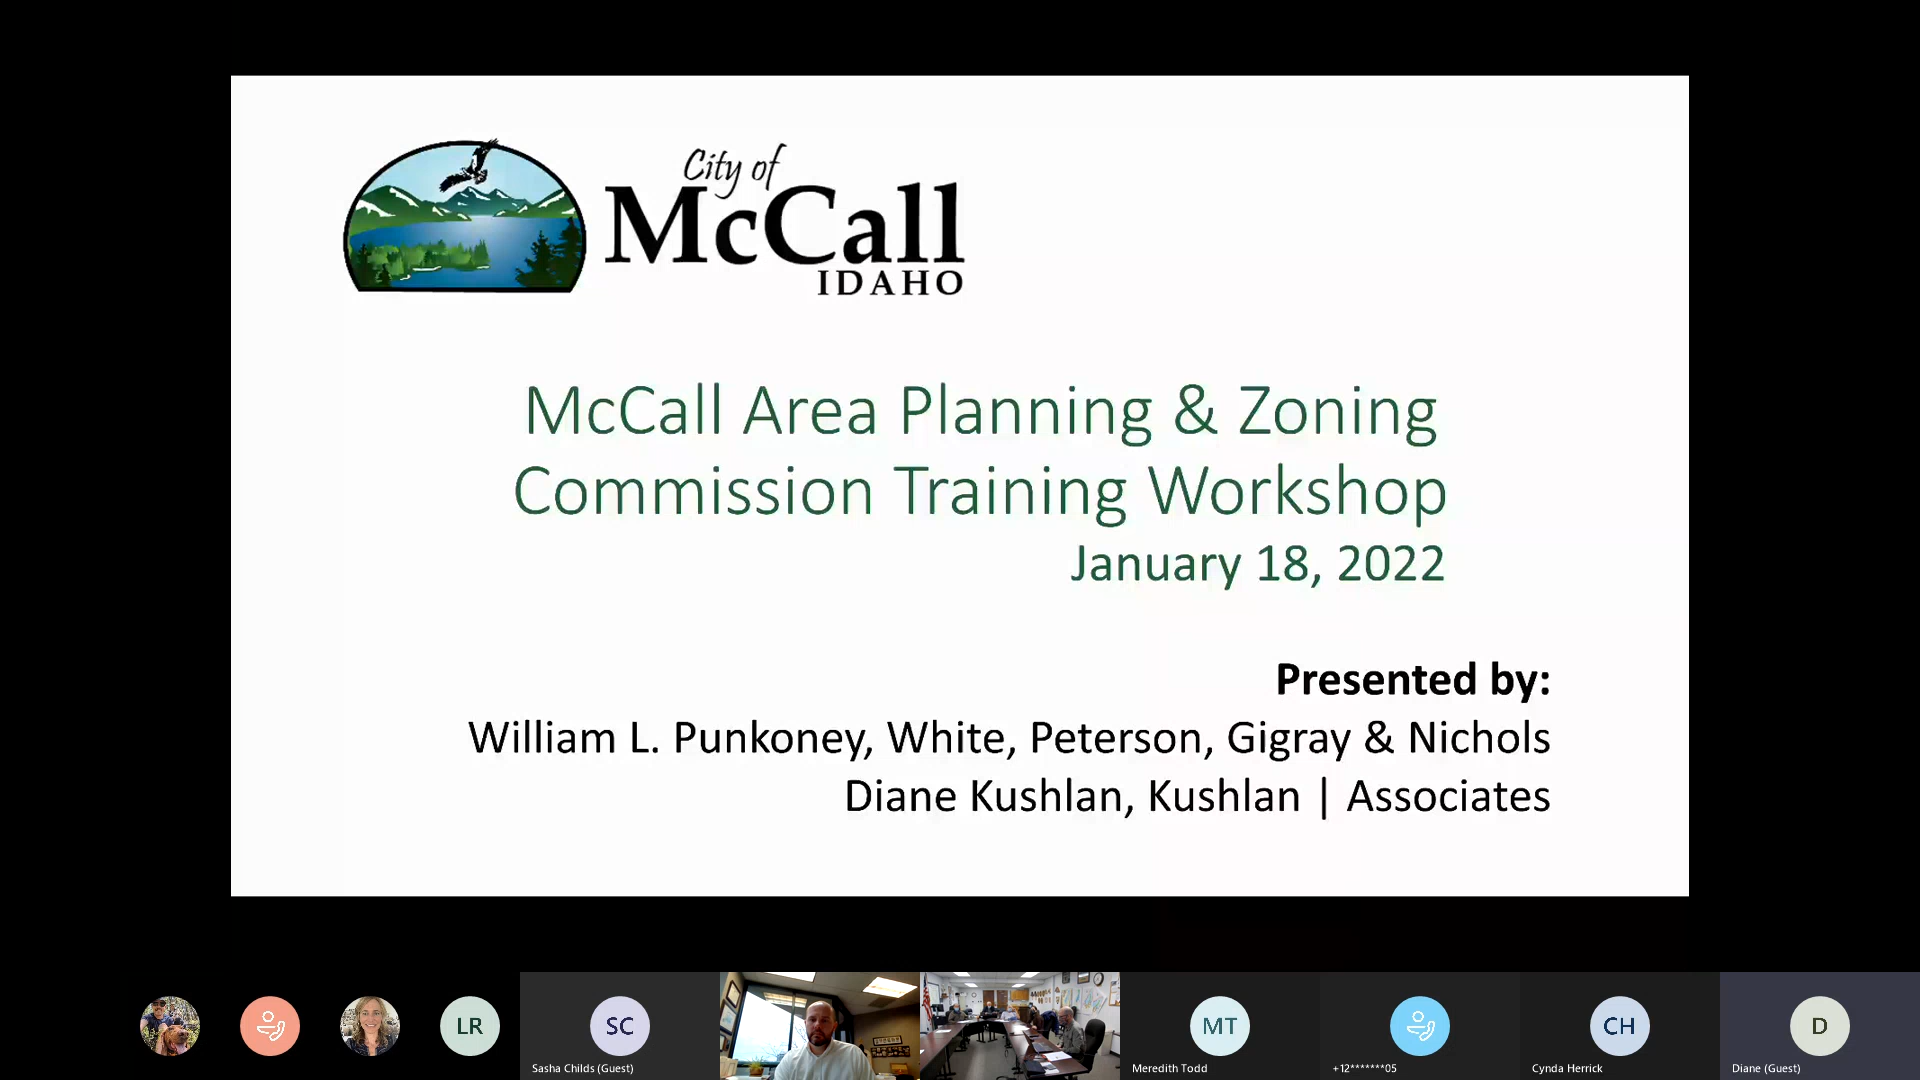 City of
McCall
IDAHO
McCall Area Planning & Zoning
Commission Training Workshop
January 18, 2022
Presented by:
William L. Punkoney, White, Peterson, Gigray & Nichols
Diane Kushlan, Kushlan | Associates
LR
SC
MT
CH
D
Sasha Childs (Guest)
Meredith Todd
+12*******05
Cynda Herrick
Diane (Guest)